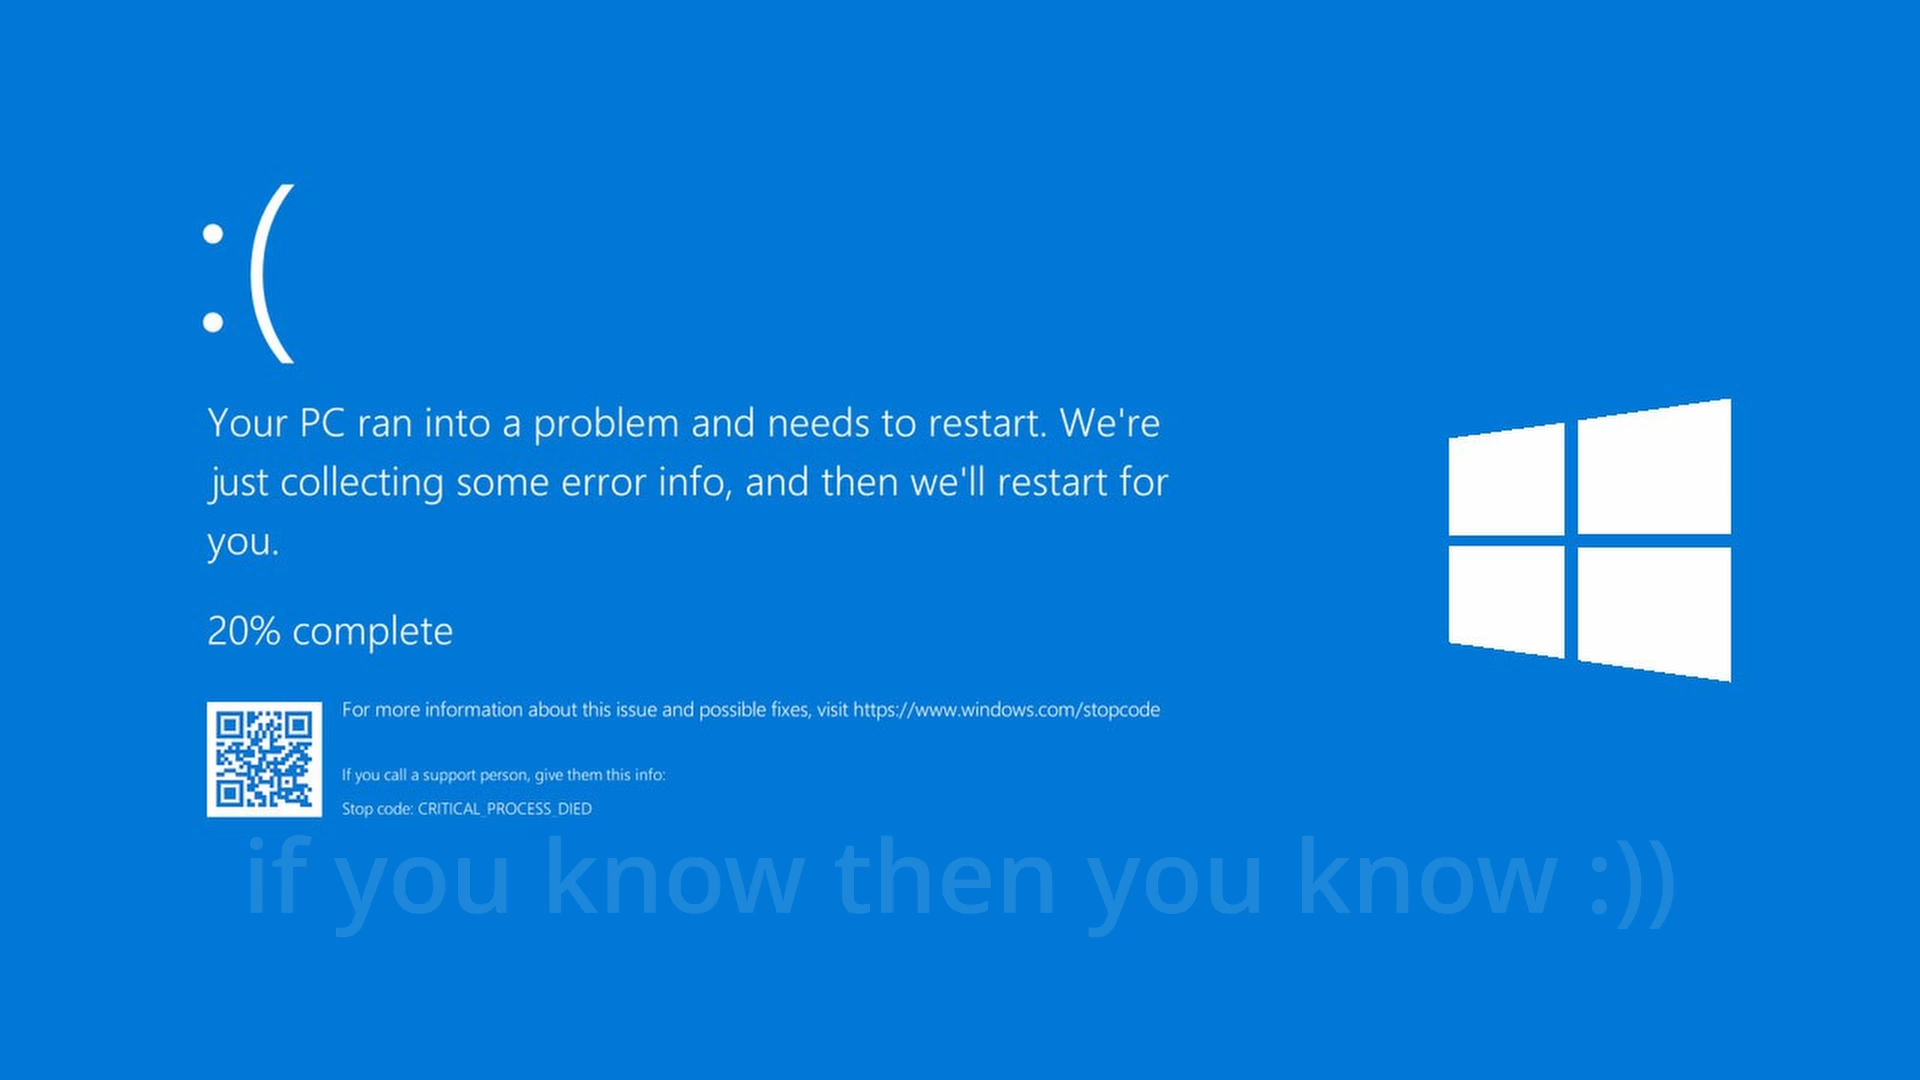 :(
Your PC ran into a problem and needs to restart. We're
just collecting some error info, and then we'll restart for
you.
20% complete
For more information about this issue and possible fixes, visit https://www.windows.com/stopcode
If you call a support person, give them this info:
Stop code: CRITICAL_PROCESS_DIED
if you know then you know :))